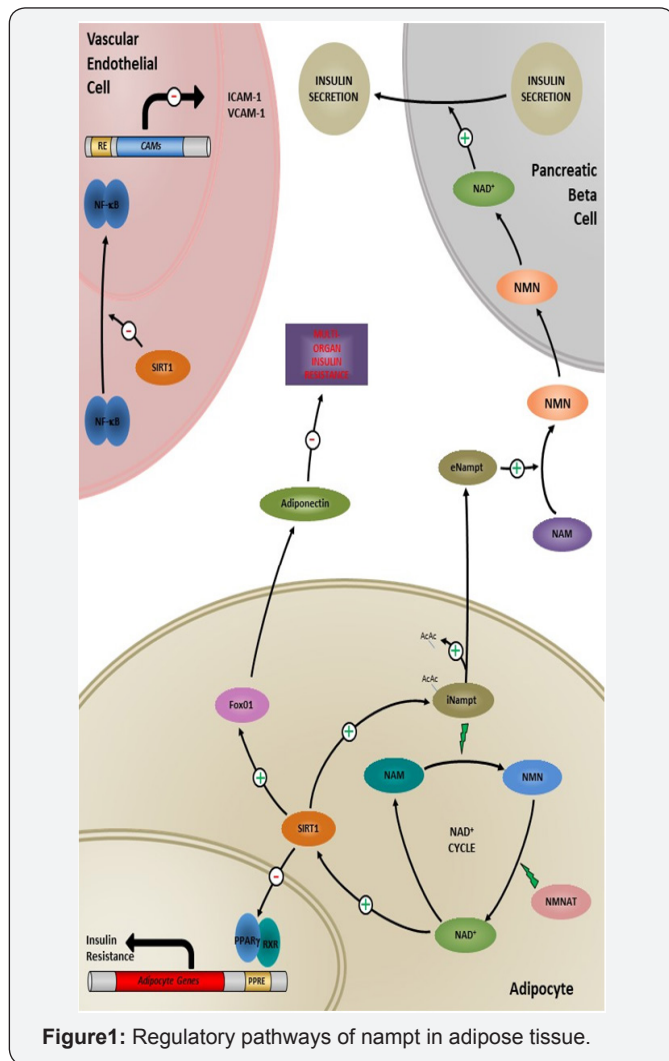 Vascular
Endothelial
Cell
-
ICAM-1
VCAM-1
RE
CAMs
NF-κB
-
SIRT1
NF-κB
INSULIN
SECRETION
INSULIN
SECRETION
+
NAD+
Pancreatic
Beta
Cell
NMN
NMN
eNampt
+
NAM
MULTI
ORGAN
INSULIN
RESISTANCE
-
Adiponectin
AcAc
+
AcAc
iNampt
Fox01
+
+
NAM
NMN
SIRT1
NAD+
CYCLE
-
+
NMNAT
PPARγ
RXR
NAD+
Insulin
Resistance
Adipocyte Genes
PPRE
Adipocyte
Figure1: Regulatory pathways of nampt in adipose tissue.